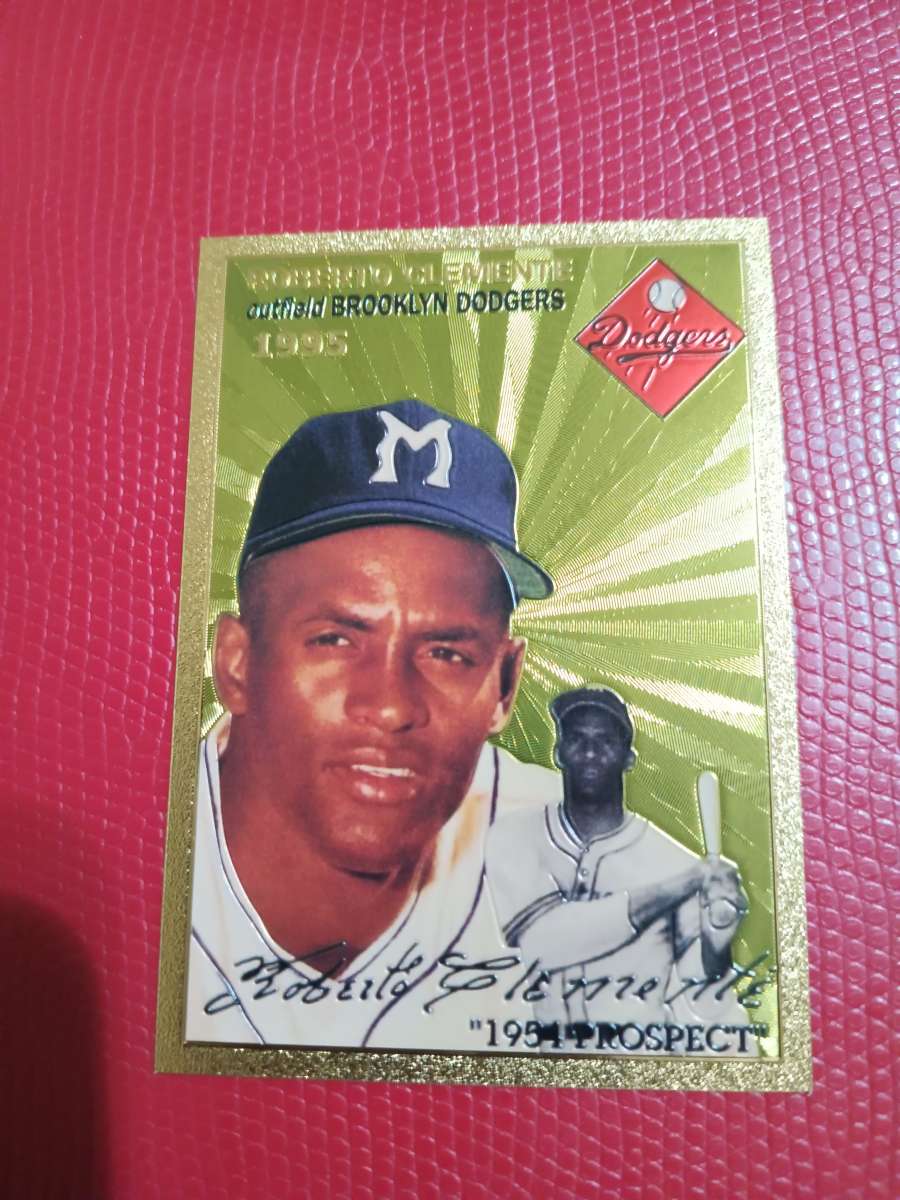 ROBERTO CLEMENTE
outfield BROOKLYN DODGERS
1995
Dodgers
M
Roberto Clemente
"1954 PROSPECT"